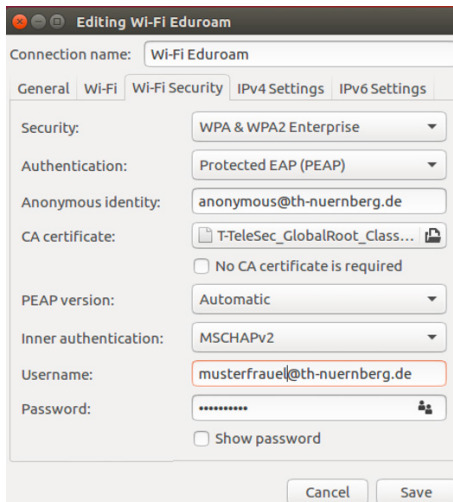 Editing Wi-Fi Eduroam
Connection name: Wi-Fi Eduroam
General Wi-Fi Wi-Fi Security IPv4 Settings IPv6 Settings
Security: WPA & WPA2 Enterprise
Authentication: Protected EAP (PEAP)
Anonymous identity: anonymous@th-nuernberg.de
CA certificate: T-TeleSec_GlobalRoot_Class...
No CA certificate is required
PEAP version: Automatic
Inner authentication: MSCHAPv2
Username: musterfrauel@th-nuernberg.de
Password: ••••••••••
Show password
Cancel Save